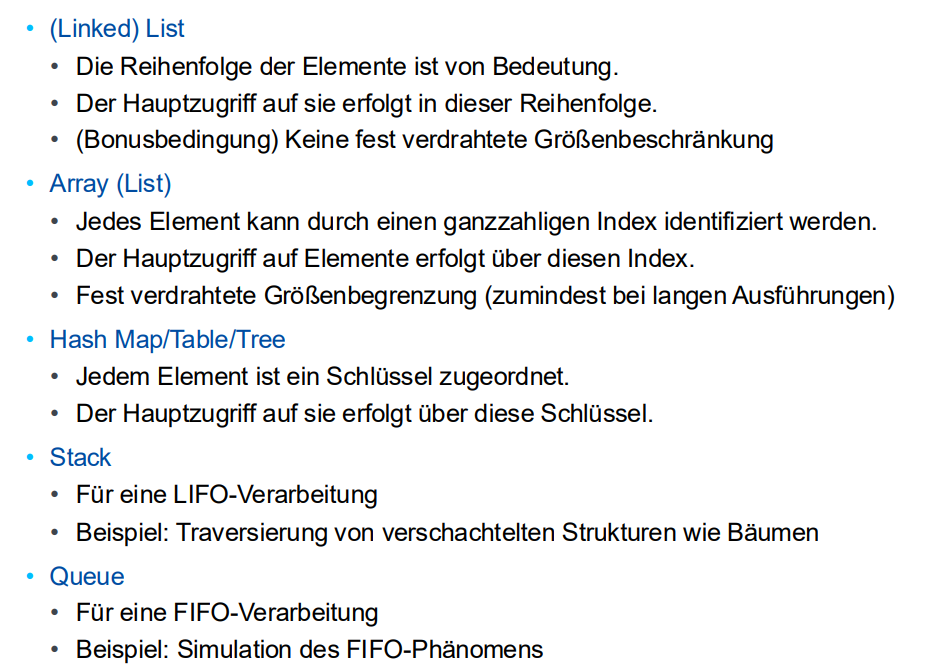 • (Linked) List
• Die Reihenfolge der Elemente ist von Bedeutung.
• Der Hauptzugriff auf sie erfolgt in dieser Reihenfolge.
• (Bonusbedingung) Keine fest verdrahtete Größenbeschränkung
• Array (List)
• Jedes Element kann durch einen ganzzahligen Index identifiziert werden.
• Der Hauptzugriff auf Elemente erfolgt über diesen Index.
• Fest verdrahtete Größenbegrenzung (zumindest bei langen Ausführungen)
• Hash Map/Table/Tree
• Jedem Element ist ein Schlüssel zugeordnet.
• Der Hauptzugriff auf sie erfolgt über diese Schlüssel.
• Stack
• Für eine LIFO-Verarbeitung
• Beispiel: Traversierung von verschachtelten Strukturen wie Bäumen
• Queue
• Für eine FIFO-Verarbeitung
• Beispiel: Simulation des FIFO-Phänomens